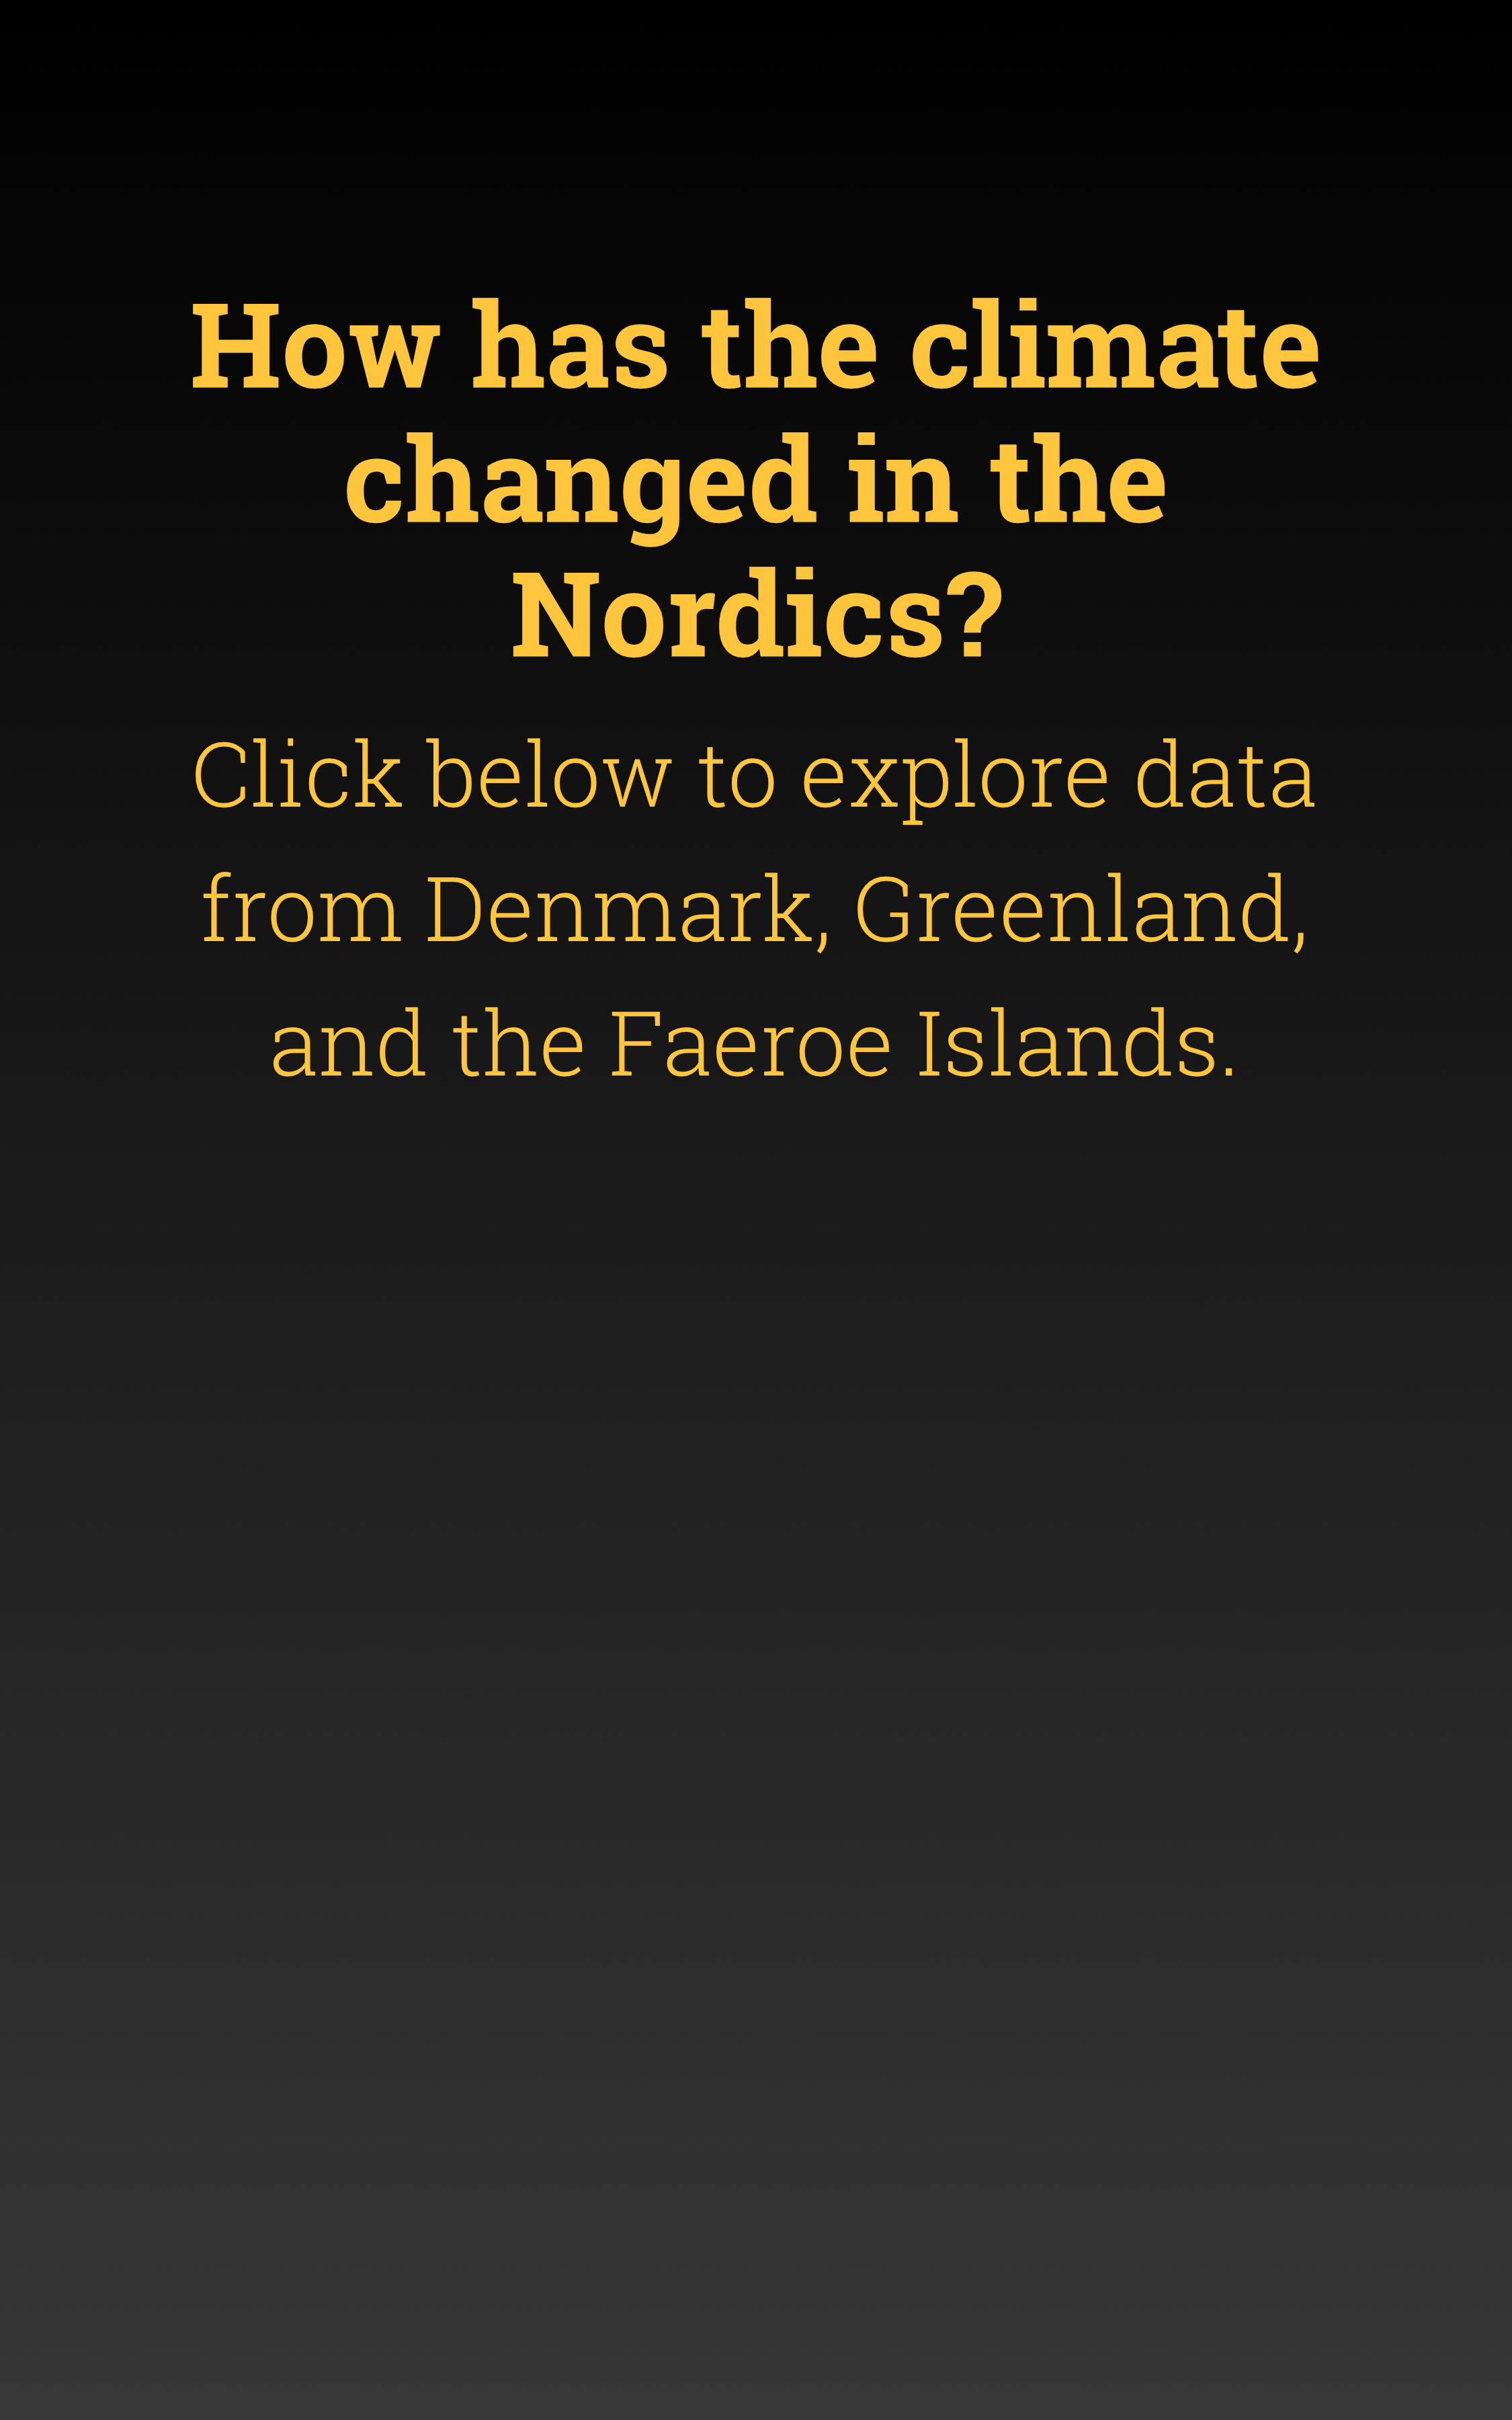 How has the climate
changed in the
Nordics?
Click below to explore data
from Denmark, Greenland,
and the Faeroe Islands.